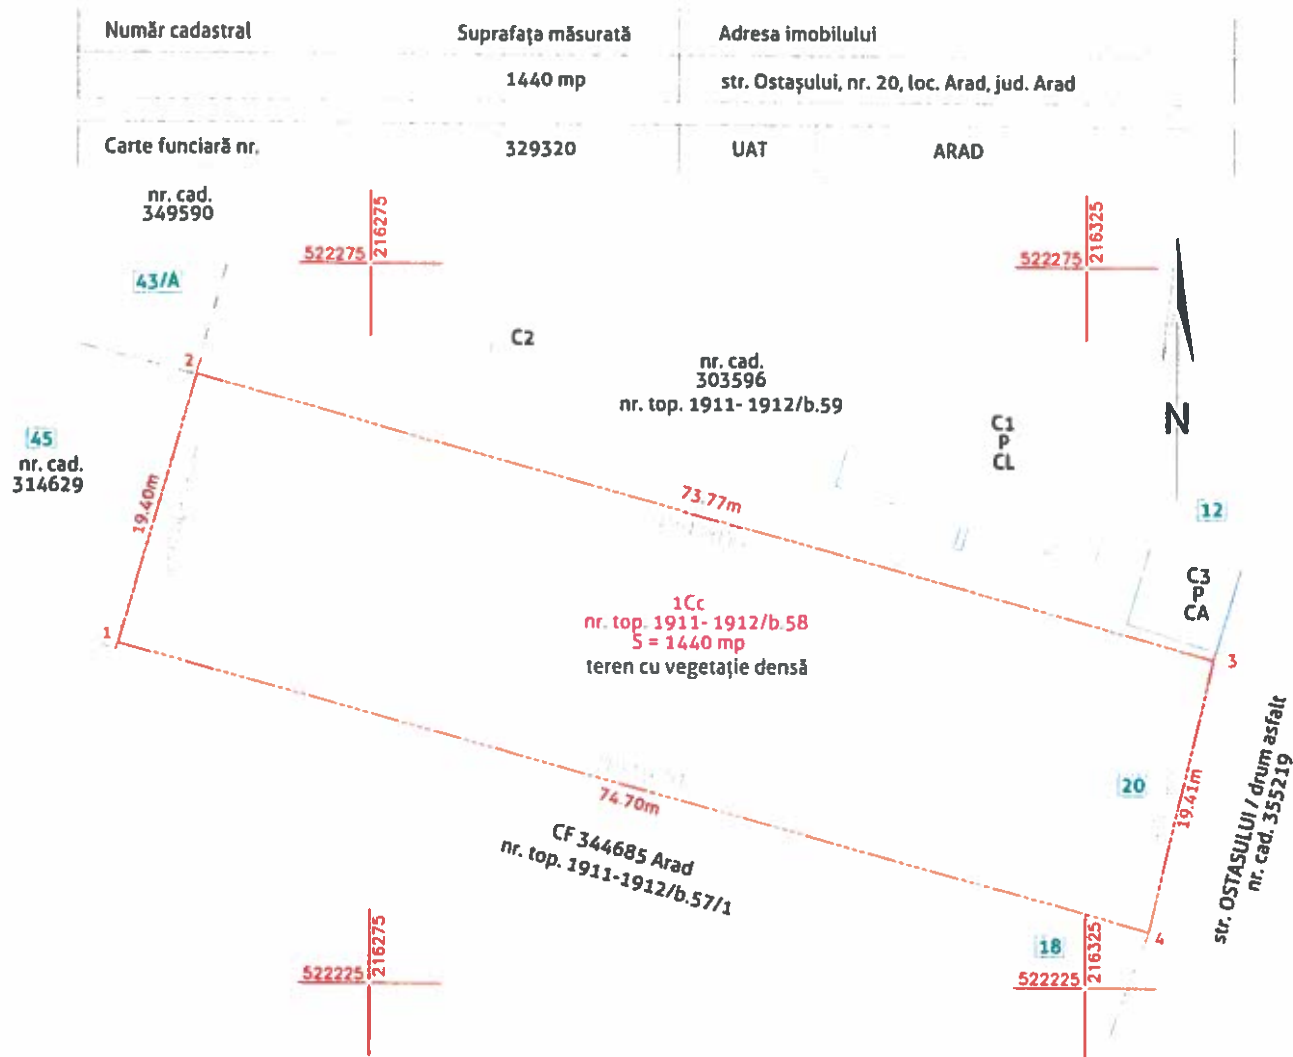 Număr cadastral
Suprafața măsurată
Adresa imobilului
1440 mp
str. Ostașului, nr. 20, loc. Arad, jud. Arad
Carte funciară nr.
329320
UAT
ARAD
nr. cad.
349590
43/A
522275
216275
522275
216325
C2
nr. cad.
303596
nr. top. 1911- 1912/b.59
C1
P
CL
N
2
45
nr. cad.
314629
19.40m
73.77m
12
C3
P
CA
1
1Cc
nr. top. 1911- 1912/b.58
S = 1440 mp
teren cu vegetație densă
3
20
19.41m
str. OSTASULUI / drum asfalt
nr. cad. 355219
74.70m
CF 344685 Arad
nr. top. 1911-1912/b.57/1
4
18
522225
216275
522225
216325